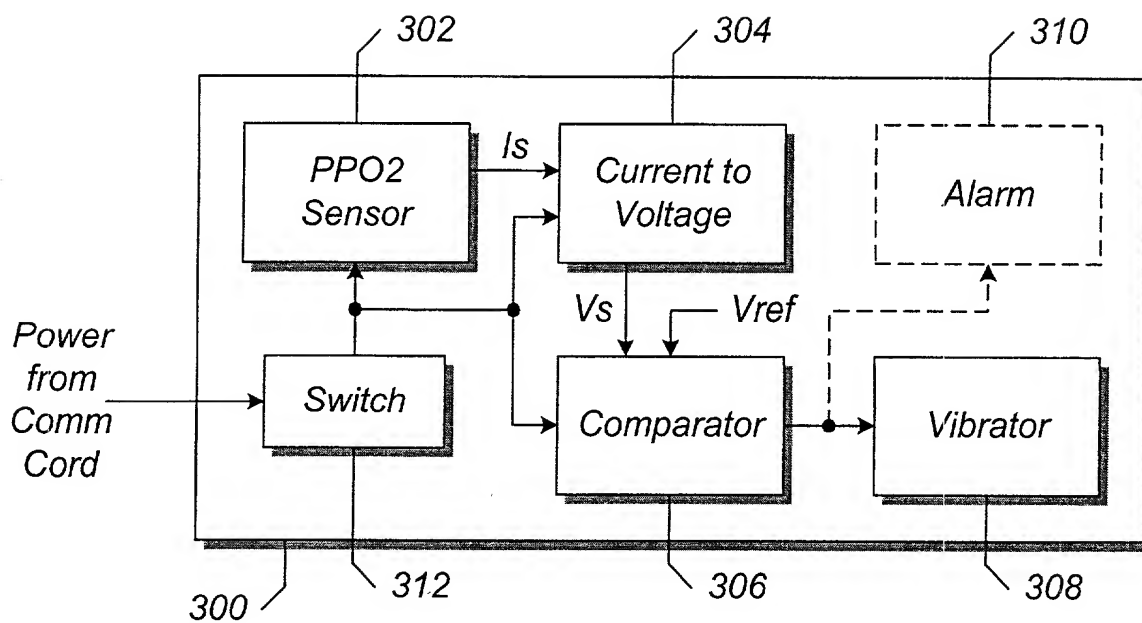 302
304
310
PPO2
Sensor
Is
Current to
Voltage
Alarm
Vs
Vref
Power
from
Comm
Cord
Switch
Comparator
Vibrator
300
312
306
308